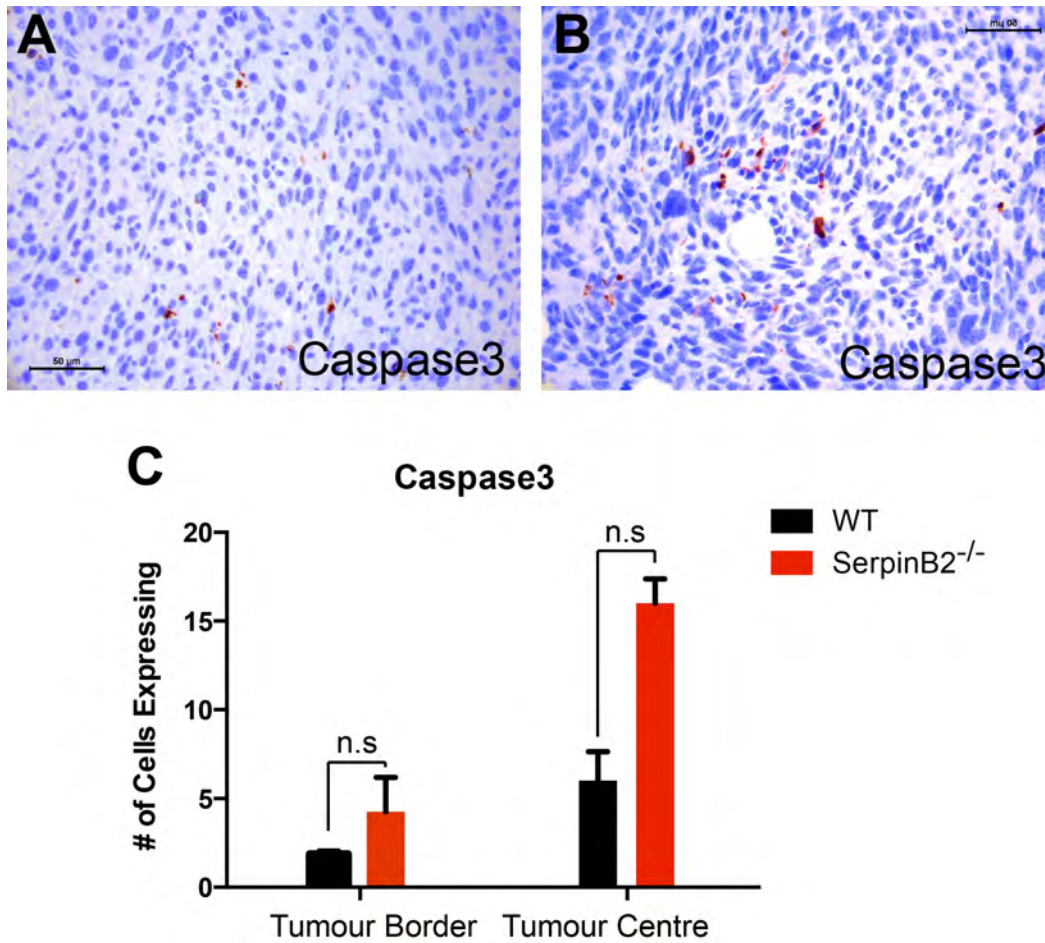 A
50 µm
Caspase3
B
50 µm
Caspase3
C
Caspase3
# of Cells Expressing
20
15
10
5
0
n.s
n.s
Tumour Border
Tumour Centre
WT
SerpinB2-/-